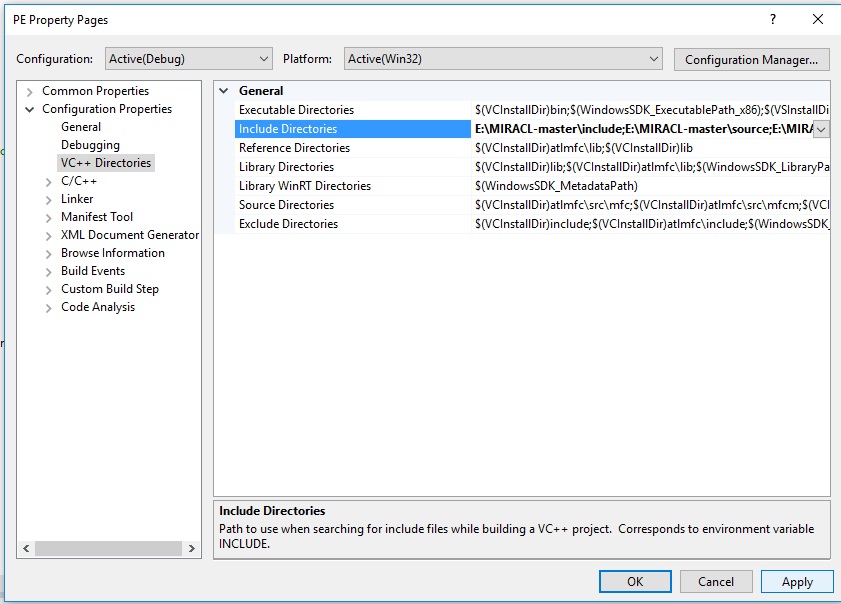 PE Property Pages
Configuration: Active(Debug) Platform: Active(Win32) Configuration Manager...
Common Properties
Configuration Properties
General
Debugging
VC++ Directories
C/C++
Linker
Manifest Tool
XML Document Generator
Browse Information
Build Events
Custom Build Step
Code Analysis
General
Executable Directories $(VCInstallDir)bin;$(WindowsSDK_ExecutablePath_x86);$(VSInstallDi
Include Directories E:\MIRACL-master\include;E:\MIRACL-master\source;E:\MIRA
Reference Directories $(VCInstallDir)atlmfc\lib;$(VCInstallDir)lib
Library Directories $(VCInstallDir)lib;$(VCInstallDir)atlmfc\lib;$(WindowsSDK_LibraryPa
Library WinRT Directories $(WindowsSDK_MetadataPath)
Source Directories $(VCInstallDir)atlmfc\src\mfc;$(VCInstallDir)atlmfc\src\mfcm;$(VCI
Exclude Directories $(VCInstallDir)include;$(VCInstallDir)atlmfc\include;$(WindowsSDK_
Include Directories
Path to use when searching for include files while building a VC++ project. Corresponds to environment variable
INCLUDE.
OK Cancel Apply